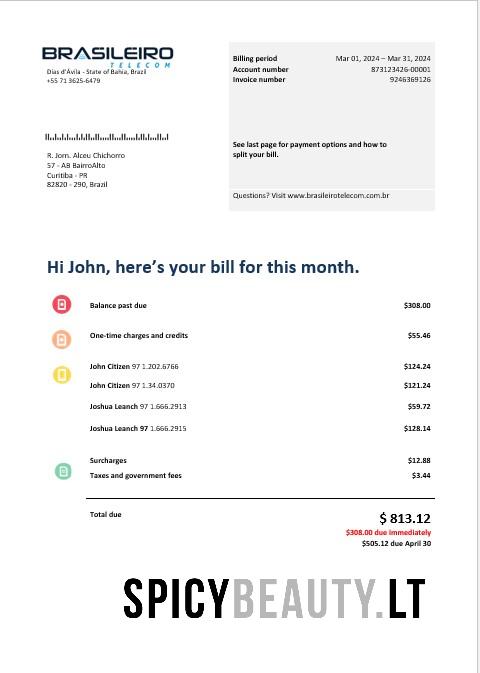 BRASILEIRO
TELECOM
Dias d'Ávila - State of Bahia, Brazil
+55 71 3625-6479
Billing period Mar 01, 2024 – Mar 31, 2024
Account number 873123426-00001
Invoice number 9246369126
See last page for payment options and how to
split your bill.
Questions? Visit www.brasileirotelecom.com.br
R. Jorn. Alceu Chichorro
57 - AB BairroAlto
Curitiba - PR
82820 - 290, Brazil
Hi John, here's your bill for this month.
Balance past due $308.00
One-time charges and credits $55.46
John Citizen 97 1.202.6766 $124.24
John Citizen 97 1.34.0370 $121.24
Joshua Leanch 97 1.666.2913 $59.72
Joshua Leanch 97 1.666.2915 $128.14
Surcharges $12.88
Taxes and government fees $3.44
Total due $ 813.12
$308.00 due immediately
$505.12 due April 30
SPICYBEAUTY.LT